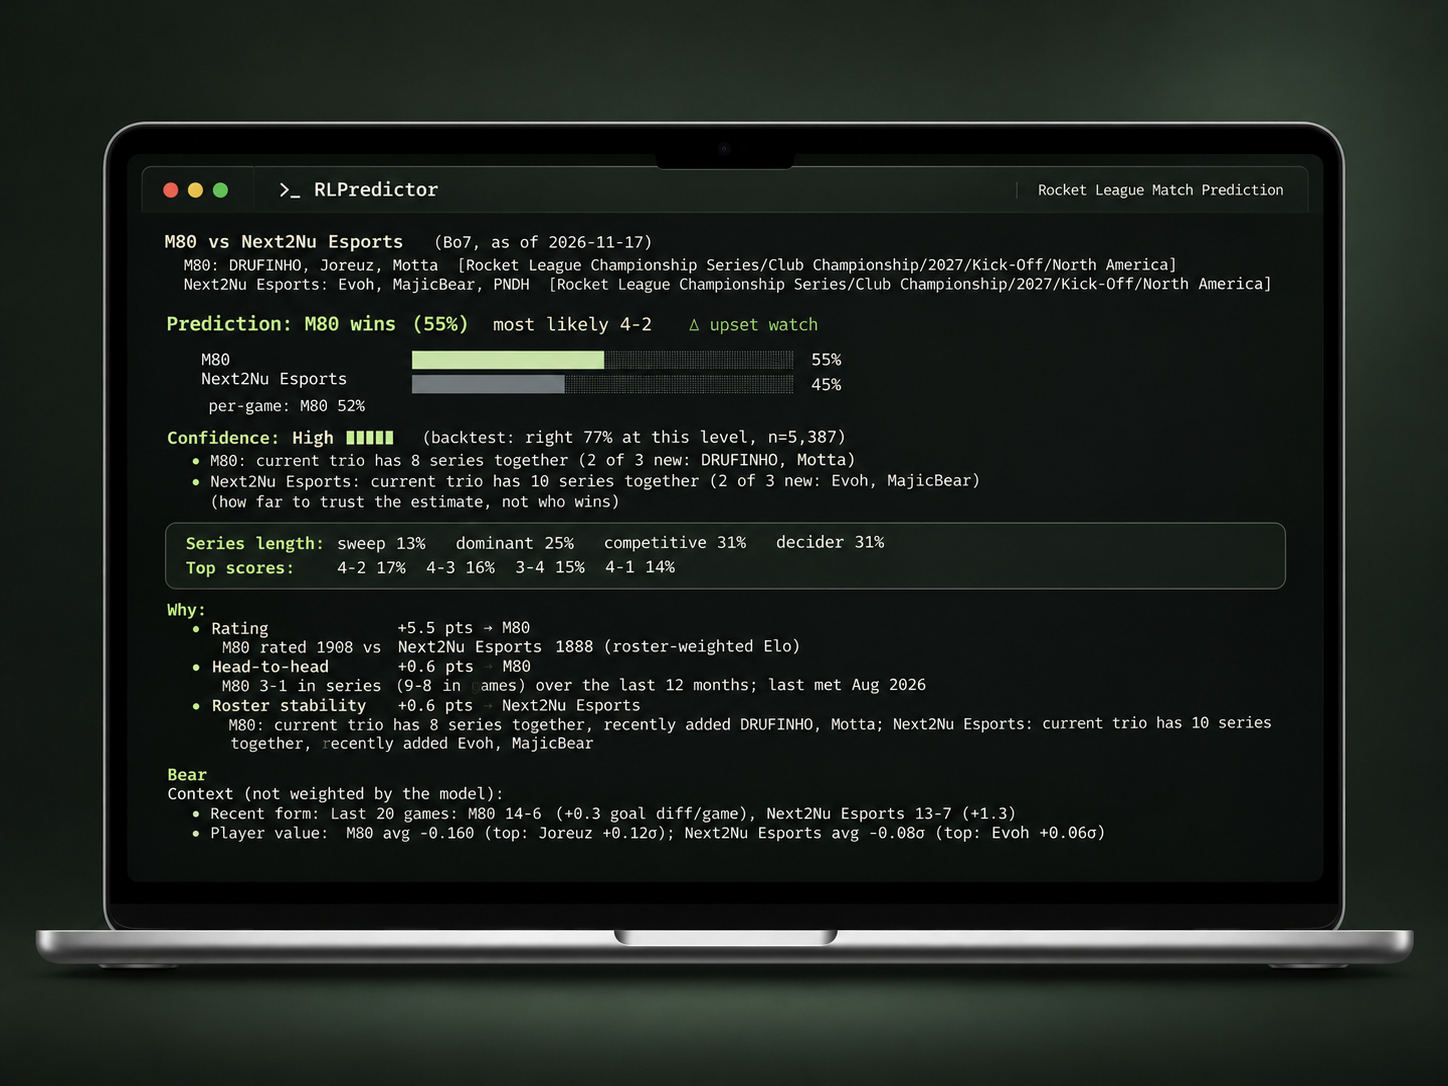 >_ RLPredictor
Rocket League Match Prediction
M80 vs Next2Nu Esports (Bo7, as of 2026-11-17)
M80: DRUFINHO, Joreuz, Motta [Rocket League Championship Series/Club Championship/2027/Kick-Off/North America]
Next2Nu Esports: Evoh, MajicBear, PNDH [Rocket League Championship Series/Club Championship/2027/Kick-Off/North America]
Prediction: M80 wins (55%) most likely 4-2 Δ upset watch
M80 55%
Next2Nu Esports 45%
per-game: M80 52%
Confidence: High (backtest: right 77% at this level, n=5,387)
• M80: current trio has 8 series together (2 of 3 new: DRUFINHO, Motta)
• Next2Nu Esports: current trio has 10 series together (2 of 3 new: Evoh, MajicBear)
(how far to trust the estimate, not who wins)
Series length: sweep 13% dominant 25% competitive 31% decider 31%
Top scores: 4-2 17% 4-3 16% 3-4 15% 4-1 14%
Why:
• Rating +5.5 pts → M80
M80 rated 1908 vs Next2Nu Esports 1888 (roster-weighted Elo)
• Head-to-head +0.6 pts → M80
M80 3-1 in series (9-8 in ames) over the last 12 months; last met Aug 2026
• Roster stability +0.6 pts → Next2Nu Esports
M80: current trio has 8 series together, recently added DRUFINHO, Motta; Next2Nu Esports: current trio has 10 series
together, recently added Evoh, MajicBear
Bear
Context (not weighted by the model):
• Recent form: Last 20 games: M80 14-6 (+0.3 goal diff/game), Next2Nu Esports 13-7 (+1.3)
• Player value: M80 avg -0.160 (top: Joreuz +0.12σ); Next2Nu Esports avg -0.08σ (top: Evoh +0.06σ)